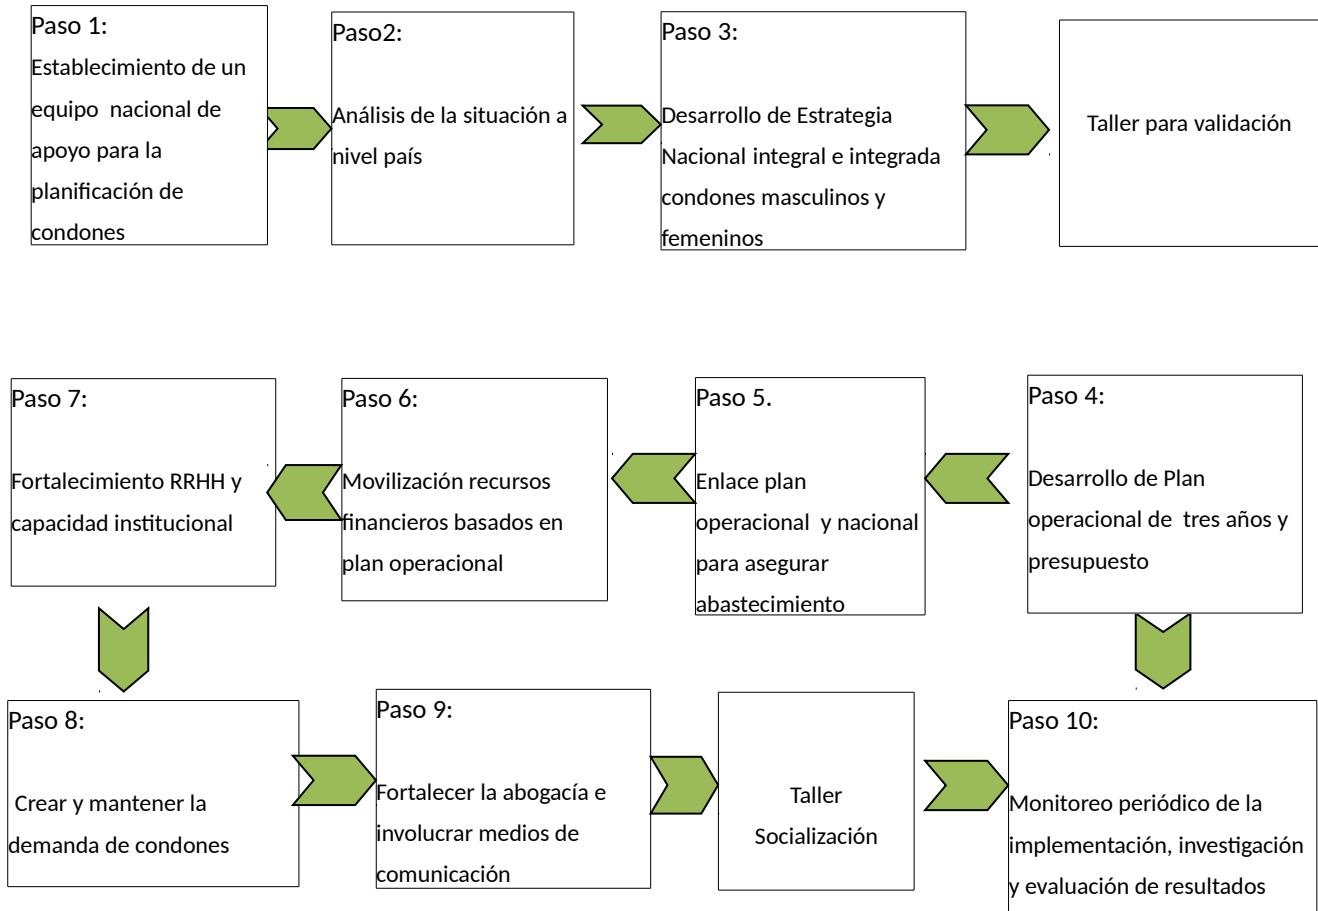 Paso 1:
Establecimiento de un
equipo  nacional de
apoyo para la
planificación de
condones
Paso2:
Análisis de la situación a
nivel país
Paso 3:
Desarrollo de Estrategia
Nacional integral e integrada
condones masculinos y
femeninos
Taller para validación
Paso 4:
Desarrollo de Plan
operacional de  tres años y
presupuesto
Paso 5.
Enlace plan
operacional  y nacional
para asegurar
abastecimiento
Paso 6:
Movilización recursos
financieros basados en
plan operacional
Paso 7:
Fortalecimiento RRHH y
capacidad institucional
Paso 8:
Crear y mantener la
demanda de condones
Paso 9:
Fortalecer la abogacía e
involucrar medios de
comunicación
Taller
Socialización
Paso 10:
Monitoreo periódico de la
implementación, investigación
y evaluación de resultados